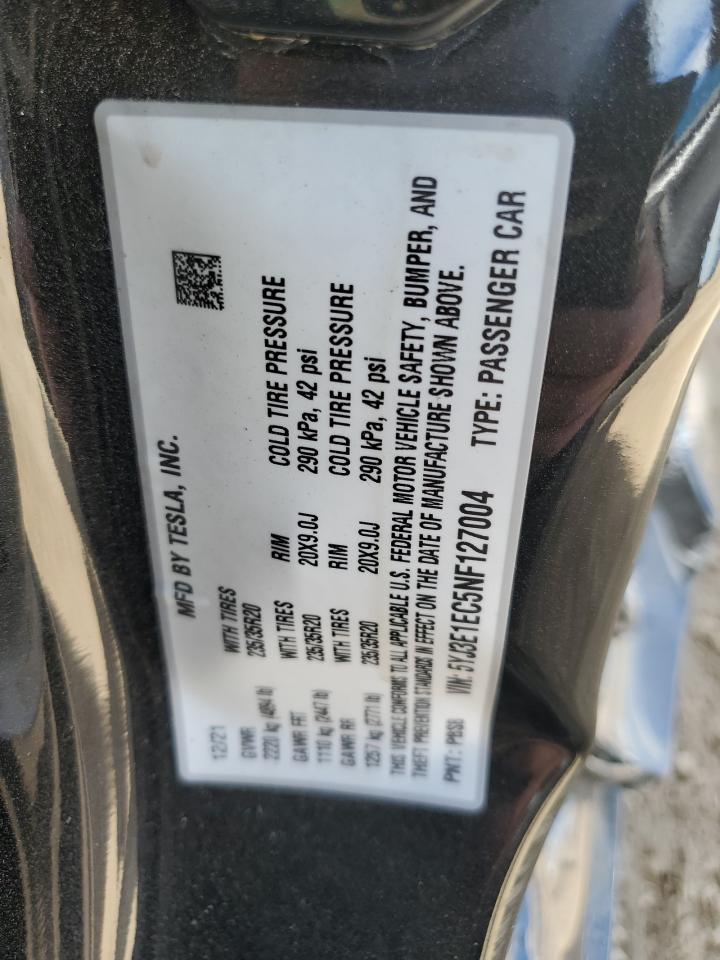 MFD BY TESLA, INC.
12/21
GVWR WITH TIRES
2220 kg (4894 lb) 235/35R20
GAWR FRT WITH TIRES RIM COLD TIRE PRESSURE
1110 kg (2447 lb) 235/35R20 20X9.0J 290 kPa, 42 psi
GAWR RR WITH TIRES RIM COLD TIRE PRESSURE
1257 kg (2771 lb) 235/35R20 20X9.0J 290 kPa, 42 psi
THIS VEHICLE CONFORMS TO ALL APPLICABLE U.S. FEDERAL MOTOR VEHICLE SAFETY, BUMPER, AND
THEFT PREVENTION STANDARDS IN EFFECT ON THE DATE OF MANUFACTURE SHOWN ABOVE.
PNT: PBSB VIN: 5YJ3E1EC5NF127004 TYPE: PASSENGER CAR